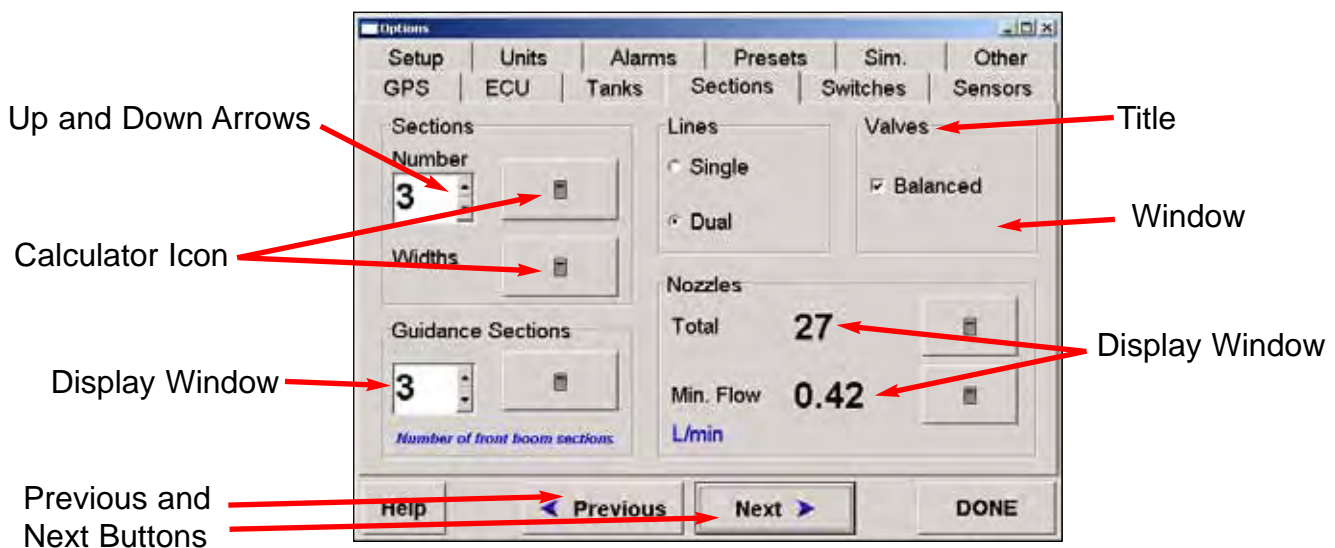 Options
Setup Units Alarms Presets Sim. Other
GPS ECU Tanks Sections Switches Sensors
Up and Down Arrows
Sections
Lines
Valves
Title
Number
3
Single
Balanced
Dual
Window
Calculator Icon
Widths
Nozzles
Total 27
Guidance Sections
Display Window
Display Window
3
Min. Flow 0.42
Number of front boom sections
L/min
Previous and
Next Buttons
Help
Previous
Next
DONE